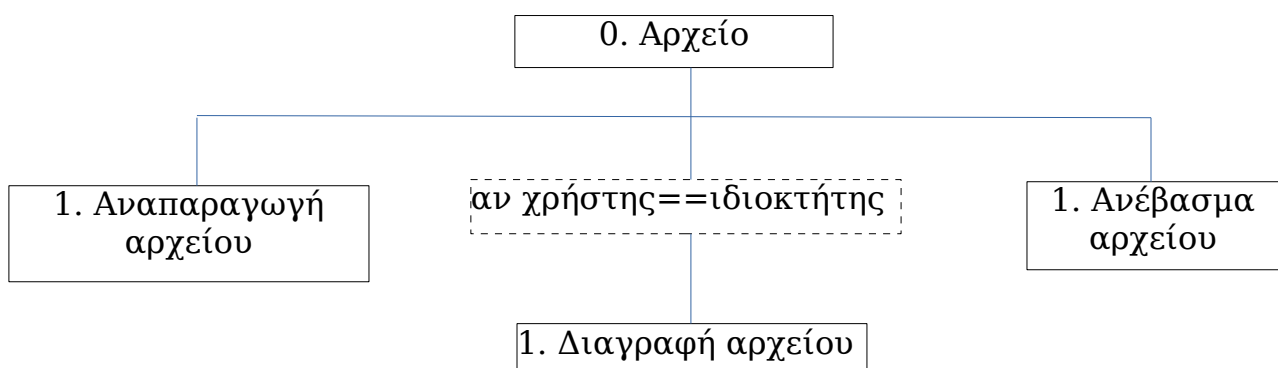 0. Αρχείο
1. Αναπαραγωγή
αρχείου
αν χρήστης==ιδιοκτήτης
1. Ανέβασμα
αρχείου
1. Διαγραφή αρχείου